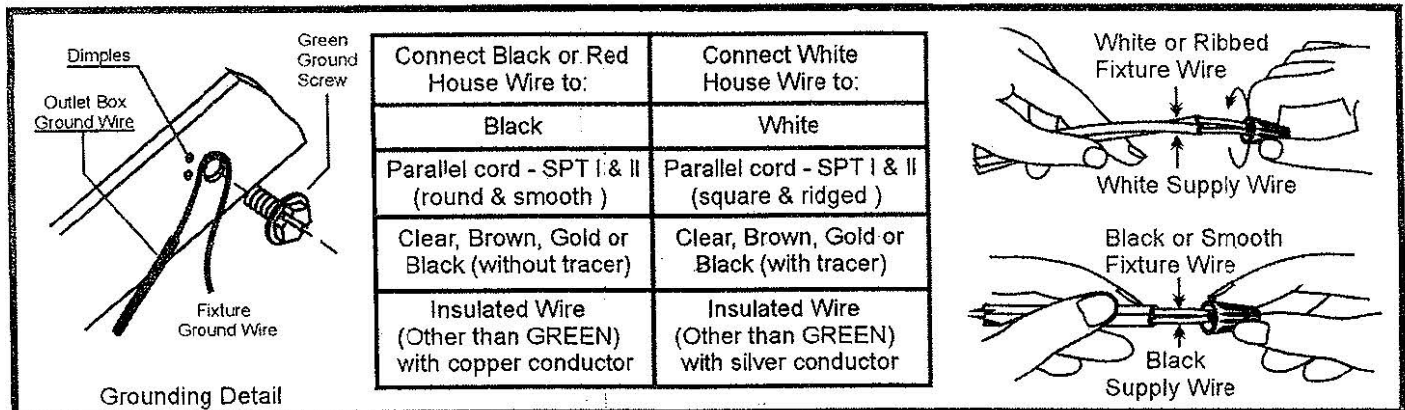 Dimples
Green
Ground
Screw
Outlet Box
Ground Wire
Fixture
Ground Wire
Grounding Detail
Connect Black or Red
House Wire to:
Connect White
House Wire to:
Black
White
Parallel cord - SPT I & II
(round & smooth )
Parallel cord - SPT I & II
(square & ridged )
Clear, Brown, Gold or
Black (without tracer)
Clear, Brown, Gold or
Black (with tracer)
Insulated Wire
(Other than GREEN)
with copper conductor
Insulated Wire
(Other than GREEN)
with silver conductor
White or Ribbed
Fixture Wire
White Supply Wire
Black or Smooth
Fixture Wire
Black
Supply Wire